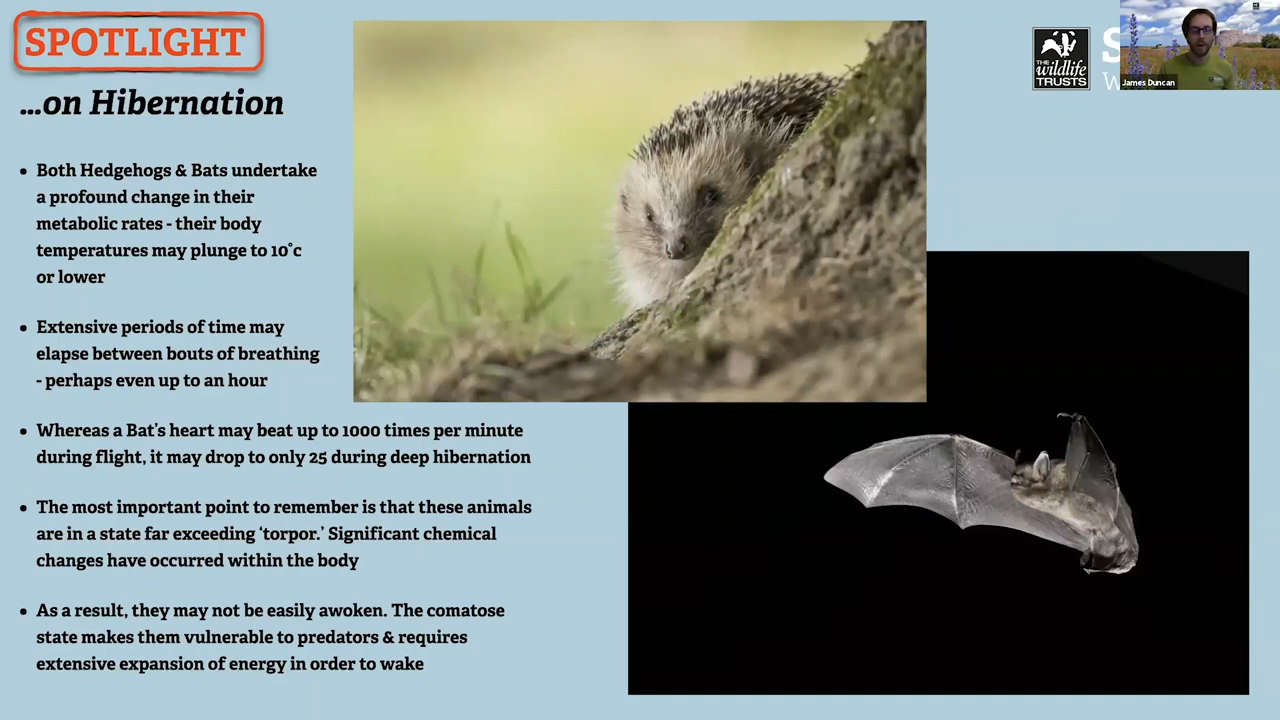 SPOTLIGHT
...on Hibernation
• Both Hedgehogs & Bats undertake
a profound change in their
metabolic rates - their body
temperatures may plunge to 10°c
or lower
• Extensive periods of time may
elapse between bouts of breathing
- perhaps even up to an hour
• Whereas a Bat's heart may beat up to 1000 times per minute
during flight, it may drop to only 25 during deep hibernation
• The most important point to remember is that these animals
are in a state far exceeding ‘torpor.’ Significant chemical
changes have occurred within the body
• As a result, they may not be easily awoken. The comatose
state makes them vulnerable to predators & requires
extensive expansion of energy in order to wake
THE
wildlife
TRUSTS
James Duncan